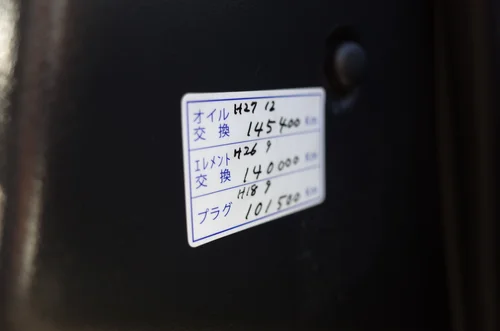 オイル H27 12
交換 145400 Km
エレメント H26 9
交換 140000 Km
H18 9
プラグ 101500 Km